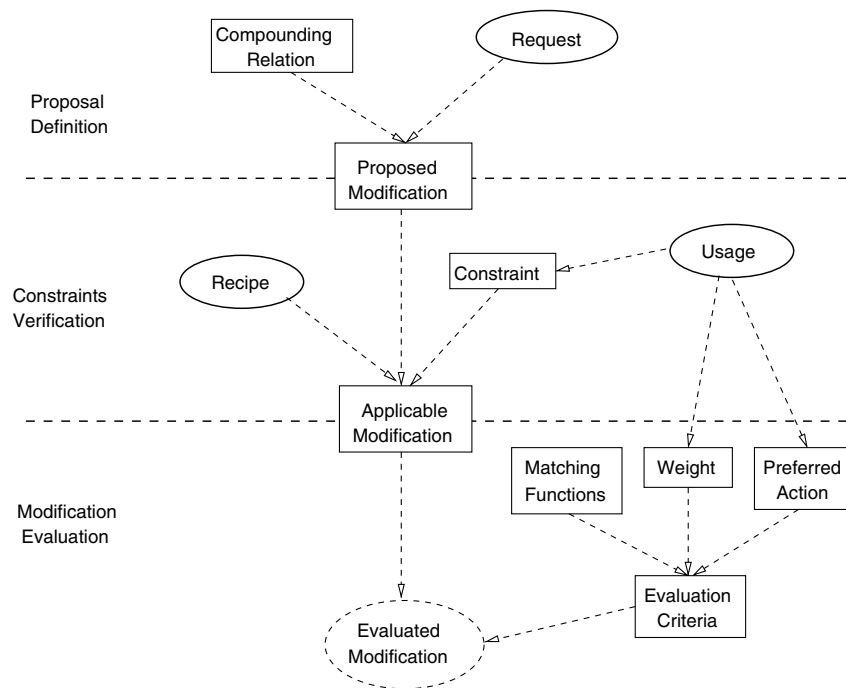 Compounding
Relation
Request
Proposal
Definition
Proposed
Modification
Usage
Constraint
Recipe
Constraints
Verification
Applicable
Modification
Matching
Functions
Weight
Preferred
Action
Modification
Evaluation
Evaluation
Criteria
Evaluated
Modification